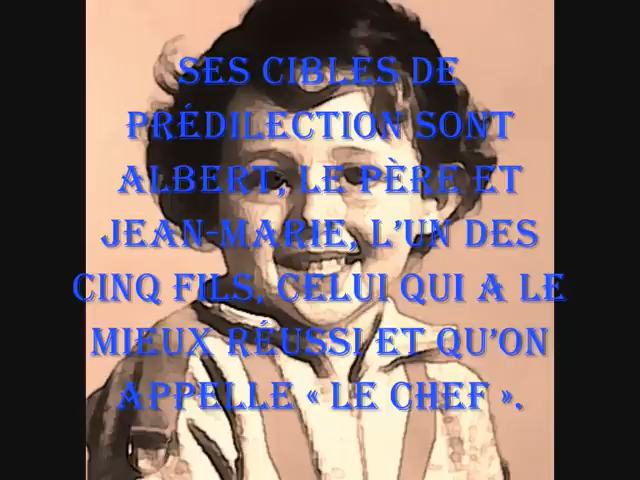 SES CIBLES DE
PRÉDILECTION SONT
ALBERT, LE PÈRE ET
JEAN-MARIE, L'UN DES
CINQ FILS, CELUI QUI A LE
MIEUX RÉUSSI ET QU'ON
APPELLE « LE CHEF ».